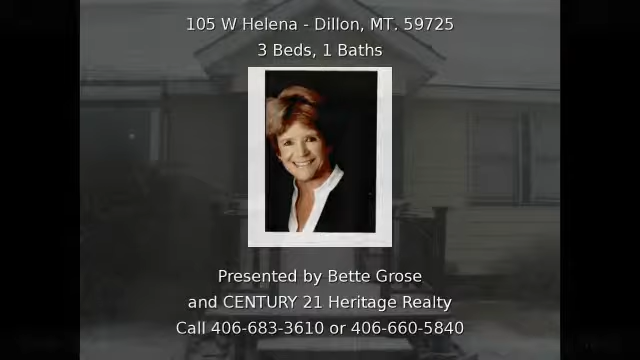 105 W Helena - Dillon, MT. 59725
3 Beds, 1 Baths
Presented by Bette Grose
and CENTURY 21 Heritage Realty
Call 406-683-3610 or 406-660-5840